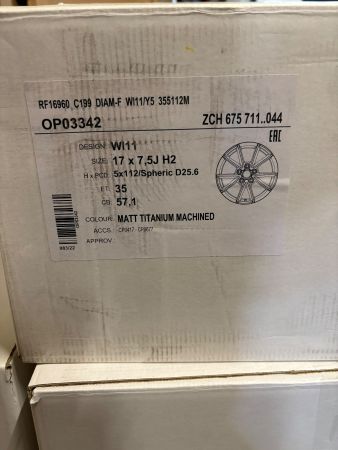 RF16960 C199 DIAM-F WI11/Y5 355112M
OP03342 ZCH 675 711..044
EAC
DESIGN: WI11
SIZE: 17 x 7,5J H2
H x PCD: 5x112/Spheric D25.6
ET: 35
CB: 57,1
COLOUR: MATT TITANIUM MACHINED
ACCS.:
APPROV.: